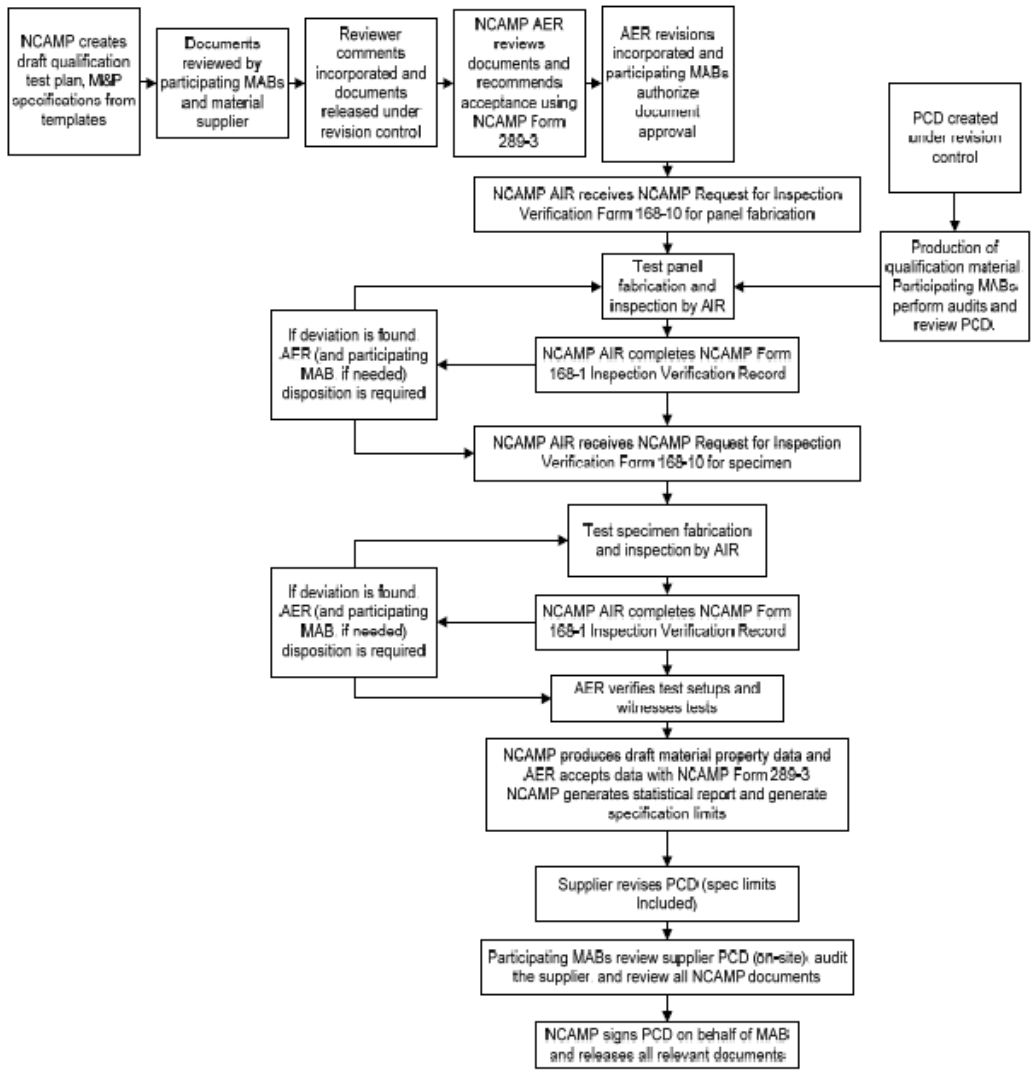 NCAMP creates
draft qualification
test plan, M&P
specifications from
templates
Documents
reviewed by
participating MABs
and material
supplier
Reviewer
comments
incorporated and
documents
released under
revision control
NCAMP AER
reviews
documents and
recommends
acceptance using
NCAMP Form
289-3
AER revisions
incorporated and
participating MABs
authorize
document
approval
PCD created
under revision
control
NCAMP AIR receives NCAMP Request for Inspection
Verification Form 168-10 for panel fabrication
Production of
qualification material.
Participating MABs
perform audits and
review PCD.
Test panel
fabrication and
inspection by AIR
If deviation is found.
AER (and participating
MAB. if needed)
disposition is required
NCAMP AIR completes NCAMP Form
168-1 Inspection Verification Record
NCAMP AIR receives NCAMP Request for Inspection
Verification Form 168-10 for specimen
Test specimen fabrication
and inspection by AIR
If deviation is found.
AER (and participating
MAB. if needed)
disposition is required
NCAMP AIR completes NCAMP Form
168-1 Inspection Verification Record
AER verifies test setups and
witnesses tests
NCAMP produces draft material property data and
AER accepts data with NCAMP Form 289-3
NCAMP generates statistical report and generate
specification limits
Supplier revises PCD (spec limits
Included)
Participating MABs review supplier PCD (on-site). audit
the supplier. and review all NCAMP documents
NCAMP signs PCD on behalf of MAB
and releases all relevant documents